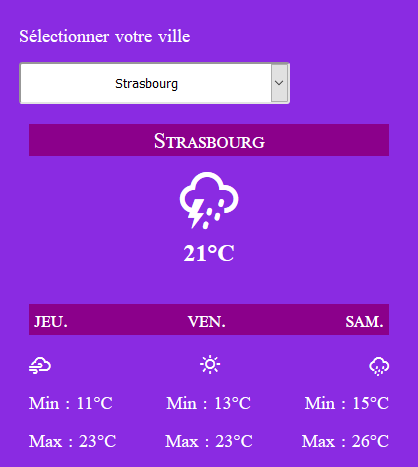 Sélectionner votre ville
Strasbourg
Strasbourg
21°C
JEU. VEN. SAM.
Min : 11°C Min : 13°C Min : 15°C
Max : 23°C Max : 23°C Max : 26°C